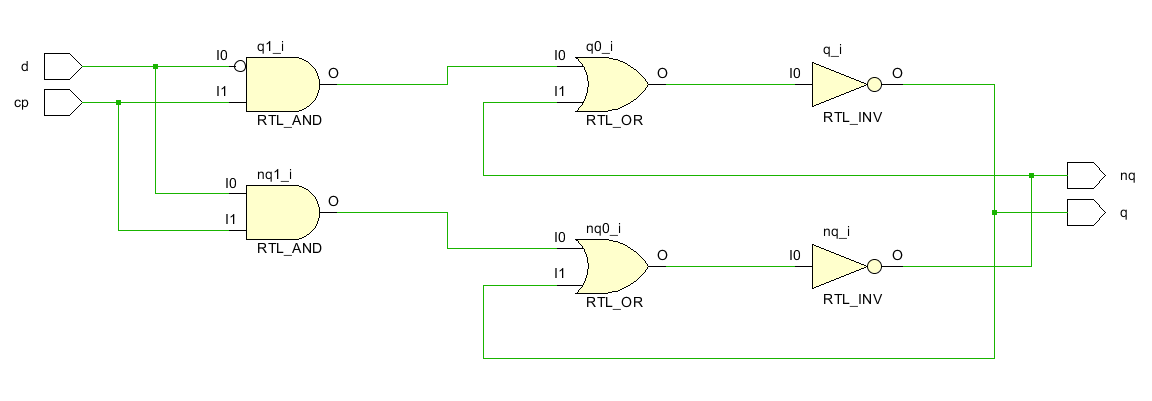 q1_i
q0_i
q_i
d
I0
O
I0
O
I0
O
cp
I1
I1
RTL_AND
RTL_OR
RTL_INV
nq1_i
nq
I0
O
q
I1
nq0_i
nq_i
RTL_AND
I0
O
I0
O
I1
RTL_OR
RTL_INV